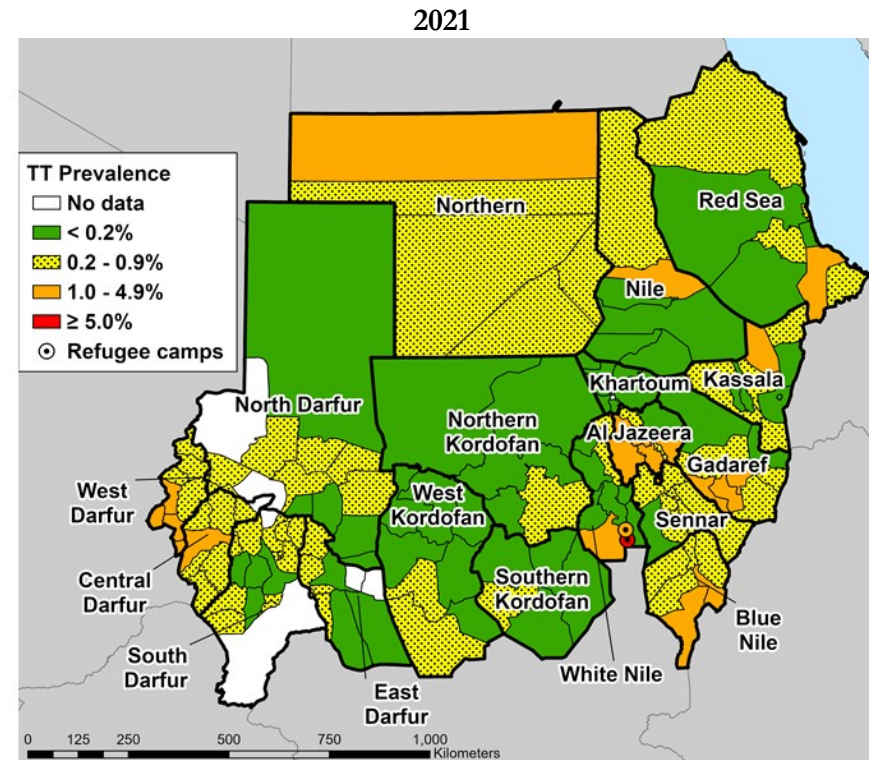 2021
TT Prevalence
No data
< 0.2%
0.2 - 0.9%
1.0 - 4.9%
≥ 5.0%
Refugee camps
Northern
Red Sea
Nile
Khartoum
Kassala
North Darfur
Northern
Kordofan
Al Jazeera
Gadaref
West
Darfur
West
Kordofan
Sennar
Central
Darfur
Southern
Kordofan
Blue
Nile
South
Darfur
White Nile
East
Darfur
0 125 250 500 750 1,000
Kilometers